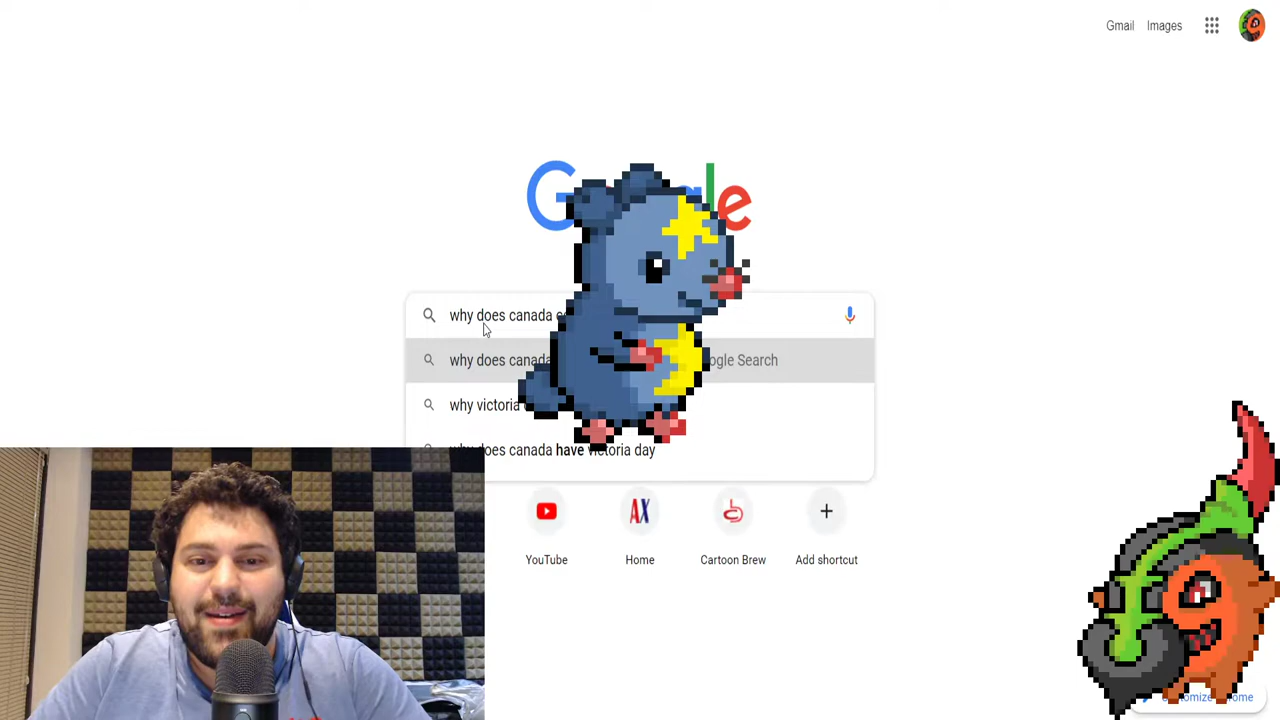 Gmail Images
why does canada
why does canada ogle Search
why victoria
why does canada have victoria day
YouTube
AX
Home
Cartoon Brew
Add shortcut